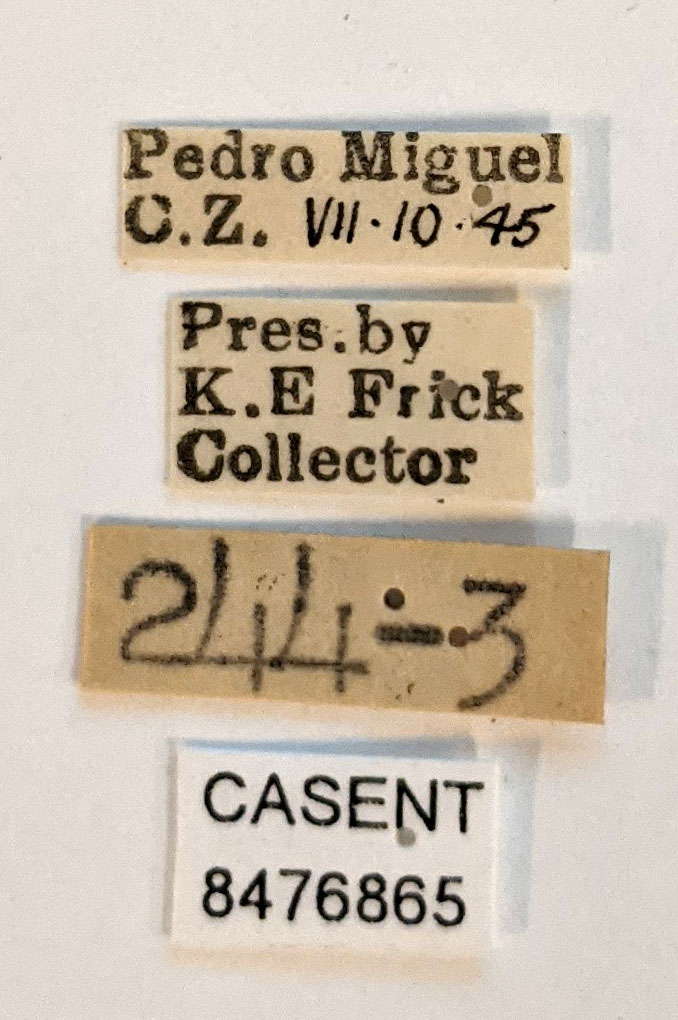 Pedro Miguel
C.Z. VII·10·45
Pres.by
K.E Frick
Collector
244-3
CASENT
8476865